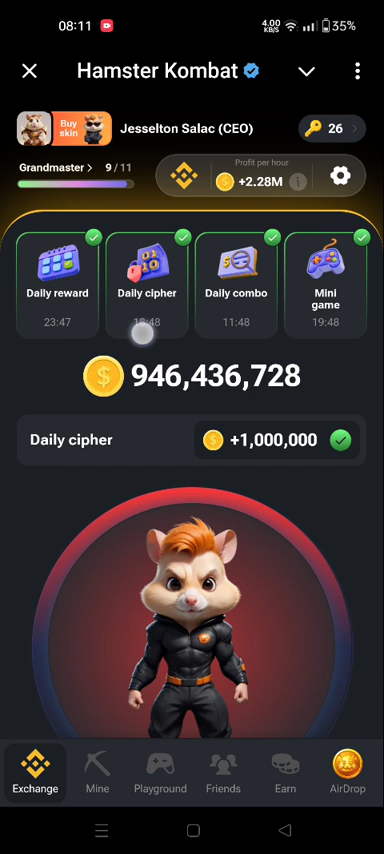 08:11
4.00
KB/S
35%
Hamster Kombat
Buy
skin
Jesselton Salac (CEO)
26
Grandmaster > 9 / 11
Profit per hour
+2.28M
Daily reward
23:47
Daily cipher
Daily combo
11:48
Mini
game
19:48
946,436,728
Daily cipher
+1,000,000
Exchange
Mine
Playground
Friends
Earn
AirDrop